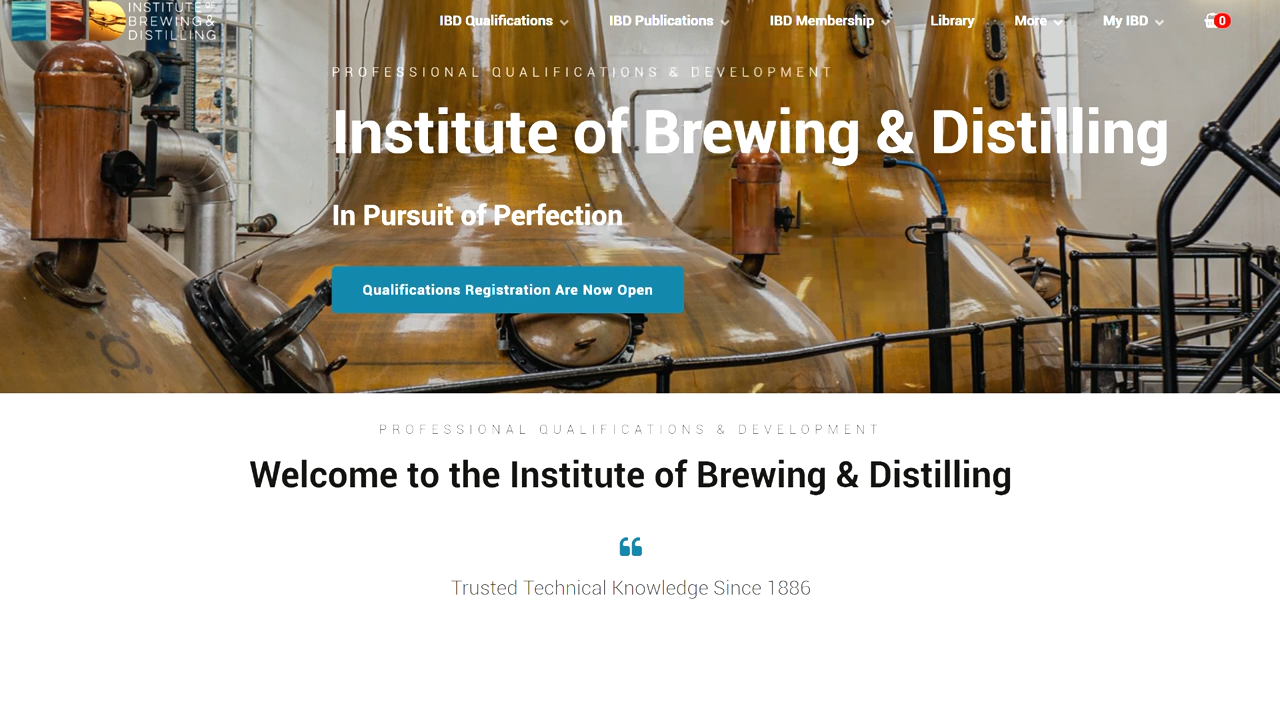 INSTITUTE OF
BREWING &
DISTILLING
IBD Qualifications
IBD Publications
IBD Membership
Library
More
My IBD
0
PROFESSIONAL QUALIFICATIONS & DEVELOPMENT
Institute of Brewing & Distilling
In Pursuit of Perfection
Qualifications Registration Are Now Open
PROFESSIONAL QUALIFICATIONS & DEVELOPMENT
Welcome to the Institute of Brewing & Distilling
❝
Trusted Technical Knowledge Since 1886